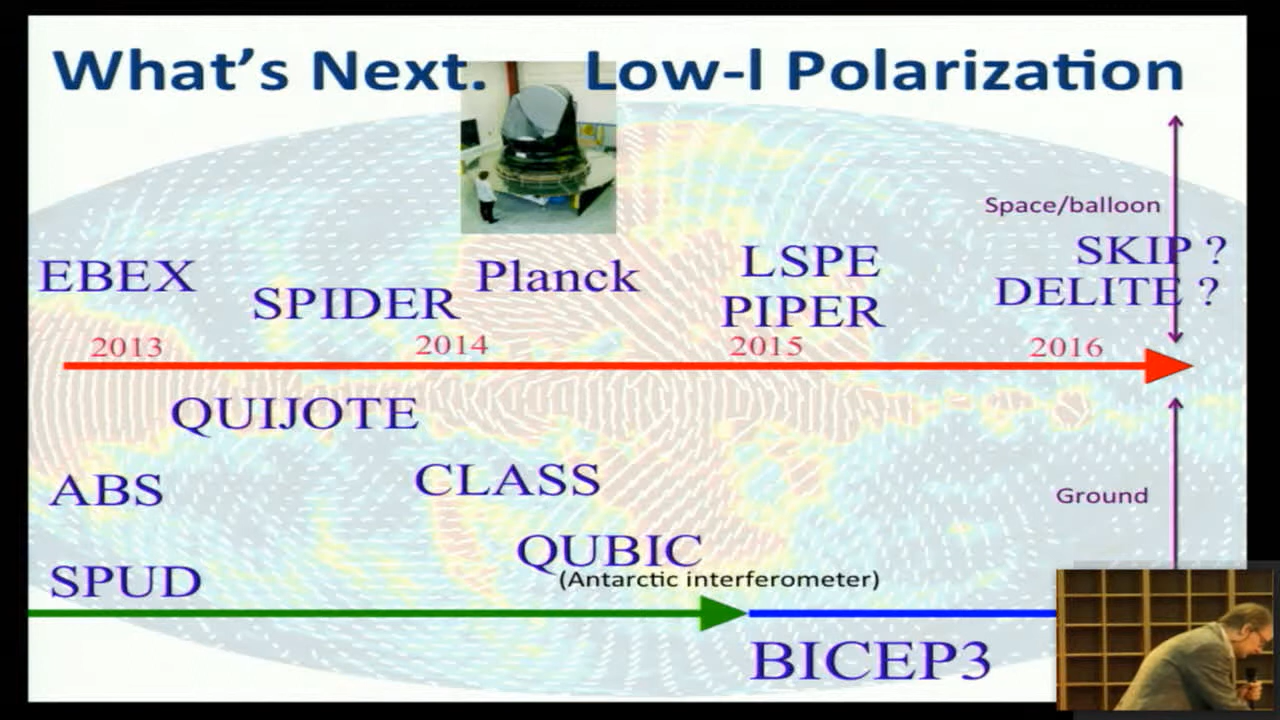 What's Next. Low-l Polarization
Space/balloon
SKIP ?
EBEX
LSPE
Planck
DELITE ?
SPIDER
PIPER
2013
2014
2015
2016
QUIJOTE
ABS
CLASS
Ground
QUBIC
SPUD
(Antarctic interferometer)
BICEP3